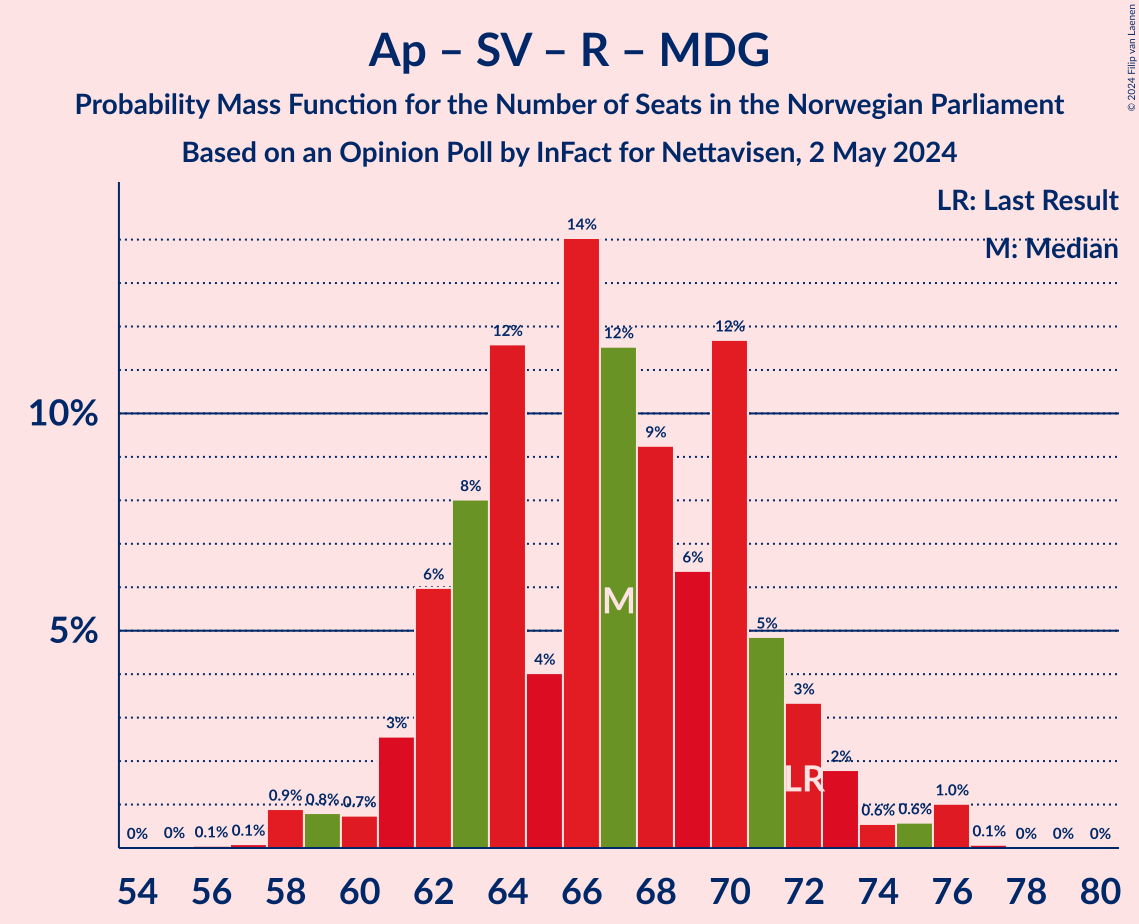 Ap – SV – R – MDG
Probability Mass Function for the Number of Seats in the Norwegian Parliament
Based on an Opinion Poll by InFact for Nettavisen, 2 May 2024
© 2024 Filip van Laenen
LR: Last Result
M: Median
10%
5%
0% 0% 0.1% 0.1% 0.9% 0.8% 0.7% 3% 6% 8% 12% 4% 14% 12% 9% 6% 12% 5% 3% 2% 0.6% 0.6% 1.0% 0.1% 0% 0% 0%
M
LR
54 56 58 60 62 64 66 68 70 72 74 76 78 80